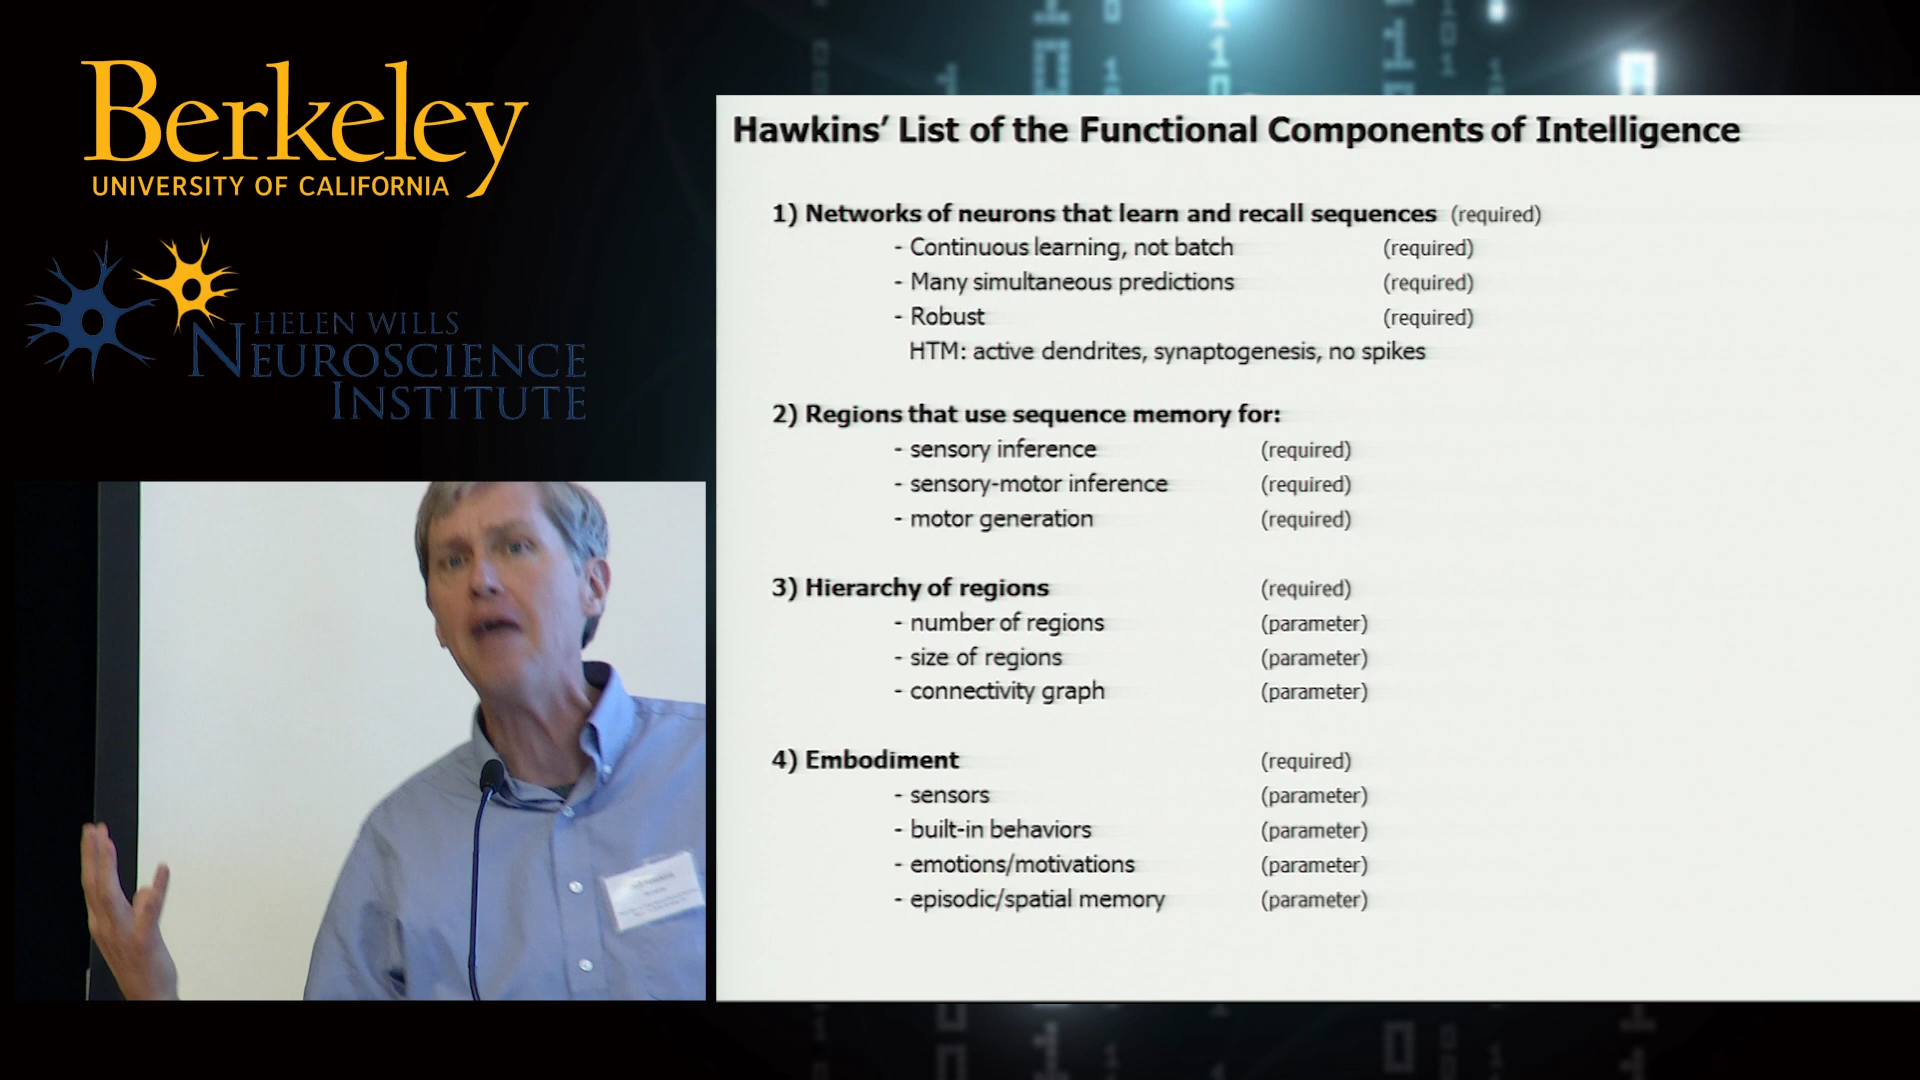 Berkeley
UNIVERSITY OF CALIFORNIA
HELEN WILLS
NEUROSCIENCE
INSTITUTE
Hawkins’ List of the Functional Components of Intelligence
1) Networks of neurons that learn and recall sequences (required)
- Continuous learning, not batch (required)
- Many simultaneous predictions (required)
- Robust (required)
HTM: active dendrites, synaptogenesis, no spikes
2) Regions that use sequence memory for:
- sensory inference (required)
- sensory-motor inference (required)
- motor generation (required)
3) Hierarchy of regions (required)
- number of regions (parameter)
- size of regions (parameter)
- connectivity graph (parameter)
4) Embodiment (required)
- sensors (parameter)
- built-in behaviors (parameter)
- emotions/motivations (parameter)
- episodic/spatial memory (parameter)